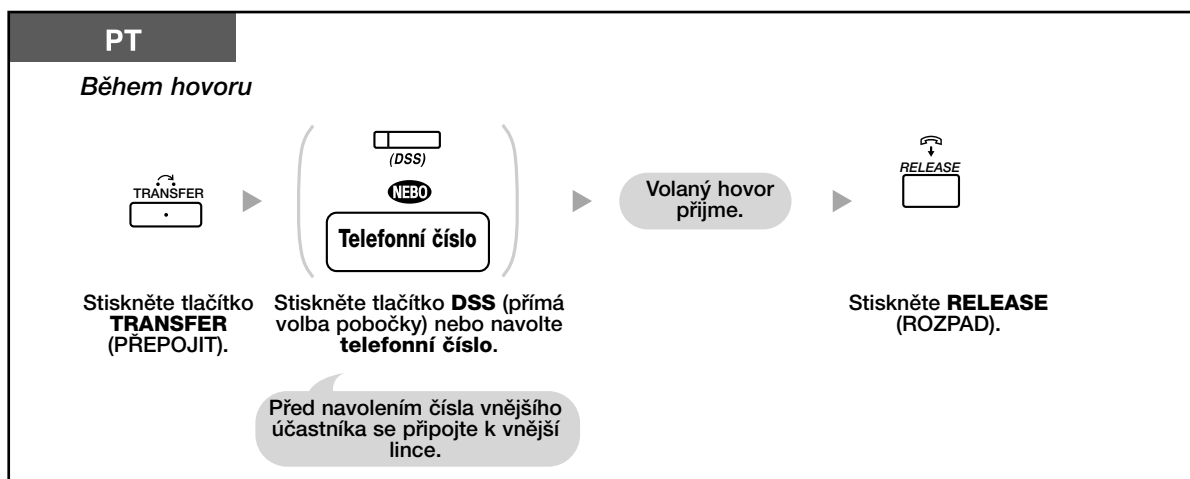 PT
Během hovoru
TRANSFER
(DSS)
NEBO
Telefonní číslo
Volaný hovor
přijme.
RELEASE
Stiskněte tlačítko
TRANSFER
(PŘEPOJIT).
Stiskněte tlačítko DSS (přímá
volba pobočky) nebo navolte
telefonní číslo.
Stiskněte RELEASE
(ROZPAD).
Před navolením čísla vnějšího
účastníka se připojte k vnější
lince.